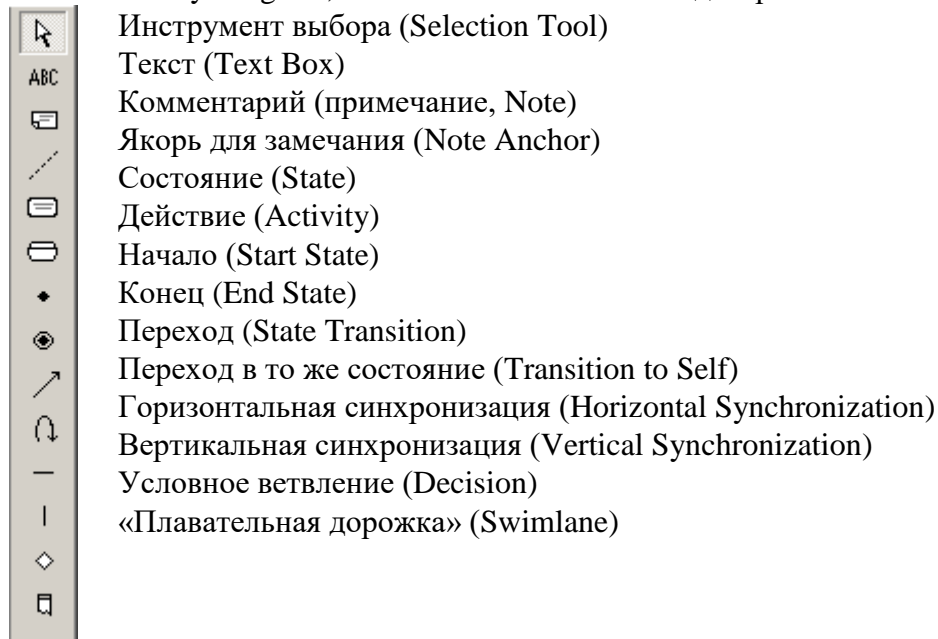 Инструмент выбора (Selection Tool)
ABC
Текст (Text Box)
Комментарий (примечание, Note)
Якорь для замечания (Note Anchor)
Состояние (State)
Действие (Activity)
Начало (Start State)
Конец (End State)
Переход (State Transition)
Переход в то же состояние (Transition to Self)
Горизонтальная синхронизация (Horizontal Synchronization)
Вертикальная синхронизация (Vertical Synchronization)
Условное ветвление (Decision)
«Плавательная дорожка» (Swimlane)